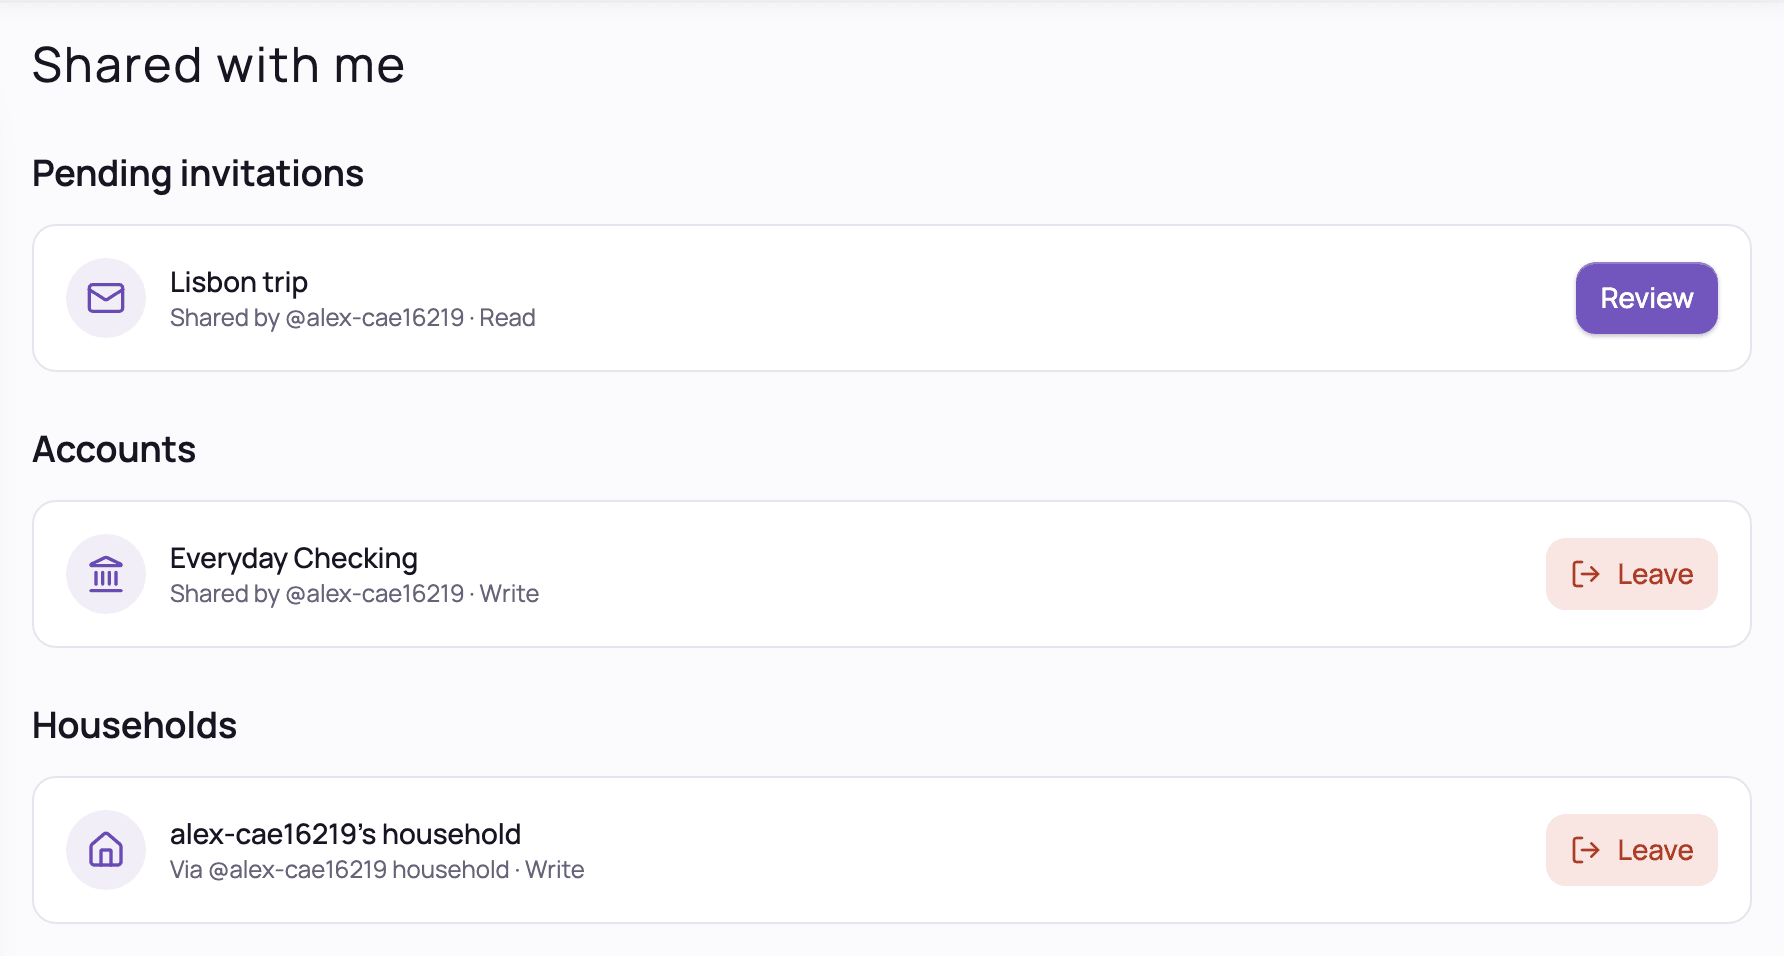 Shared with me
Pending invitations
Lisbon trip
Shared by @alex-cae16219 · Read
Review
Accounts
Everyday Checking
Shared by @alex-cae16219 · Write
Leave
Households
alex-cae16219’s household
Via @alex-cae16219 household · Write
Leave